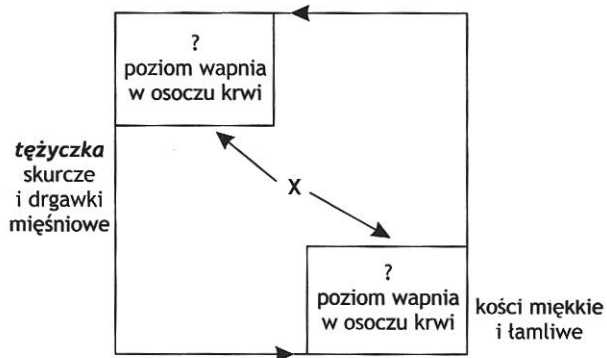 ?
poziom wapnia
w osoczu krwi
tężyczka
skurcze
i drgawki
mięśniowe
X
?
poziom wapnia
w osoczu krwi
kości miękkie
i łamliwe